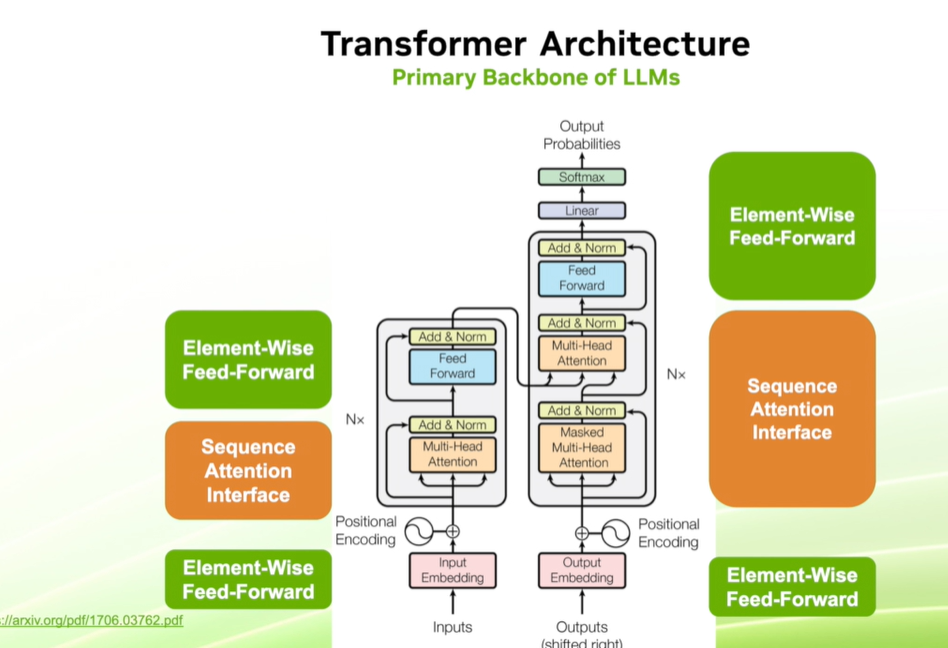 Transformer Architecture
Primary Backbone of LLMs
Output
Probabilities
Softmax
Linear
Add & Norm
Feed
Forward
Add & Norm
Multi-Head
Attention
Add & Norm
Masked
Multi-Head
Attention
Nx
Positional
Encoding
Output
Embedding
Outputs
(shifted right)
Add & Norm
Feed
Forward
Add & Norm
Multi-Head
Attention
Nx
Positional
Encoding
Input
Embedding
Inputs
Element-Wise
Feed-Forward
Sequence
Attention
Interface
Element-Wise
Feed-Forward
Element-Wise
Feed-Forward
Sequence
Attention
Interface
Element-Wise
Feed-Forward
://arxiv.org/pdf/1706.03762.pdf